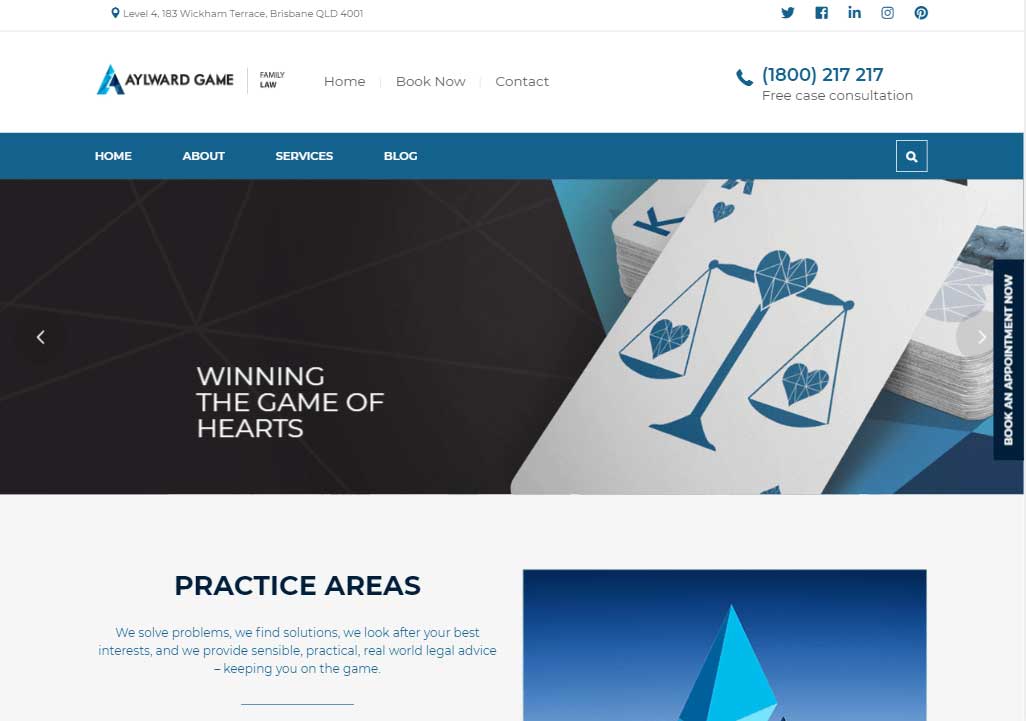 Level 4, 183 Wickham Terrace, Brisbane QLD 4001
AYLWARD GAME
FAMILY
LAW
Home
Book Now
Contact
(1800) 217 217
Free case consultation
HOME
ABOUT
SERVICES
BLOG
K
A
WINNING
THE GAME OF
HEARTS
BOOK AN APPOINTMENT NOW
PRACTICE AREAS
We solve problems, we find solutions, we look after your best
interests, and we provide sensible, practical, real world legal advice
– keeping you on the game.